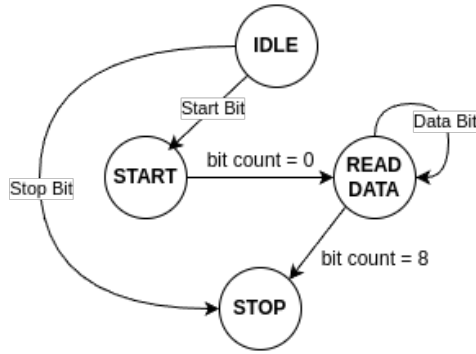 IDLE
Start Bit
Data Bit
bit count = 0
START
READ
DATA
Stop Bit
bit count = 8
STOP